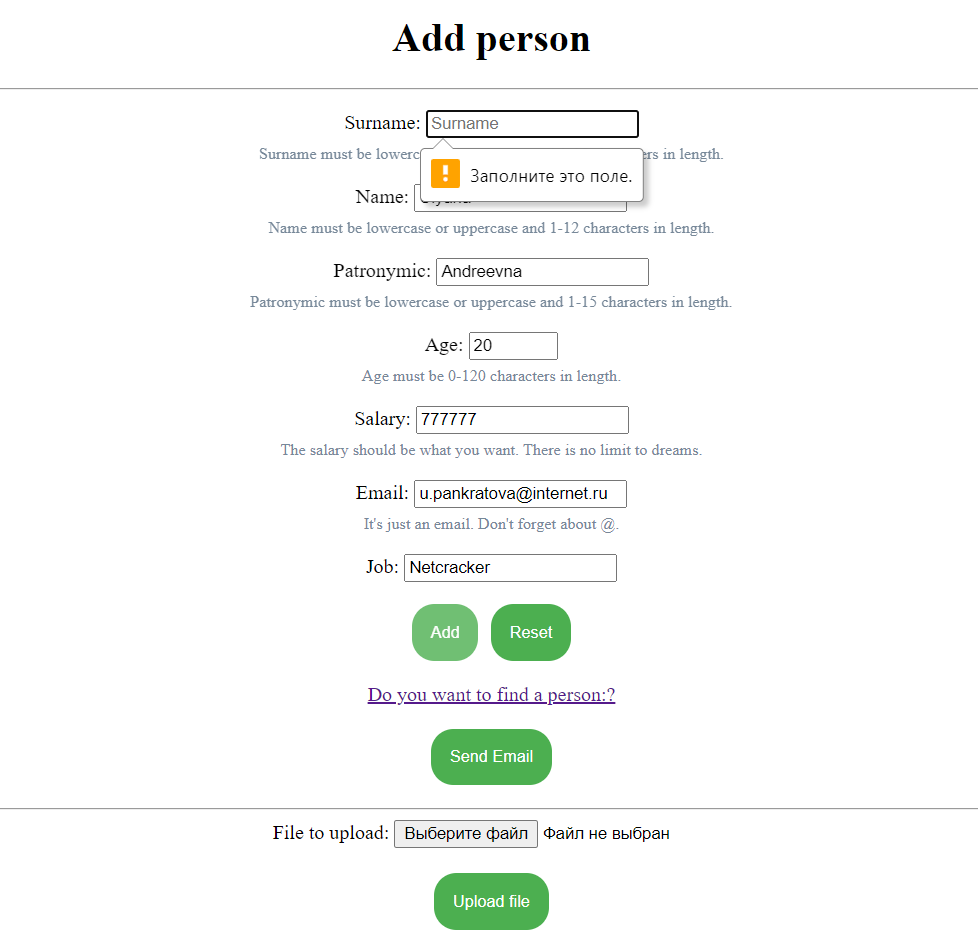 Add person
Surname: Surname
Surname must be lowerc rs in length.
Заполните это поле.
Name:
Name must be lowercase or uppercase and 1-12 characters in length.
Patronymic: Andreevna
Patronymic must be lowercase or uppercase and 1-15 characters in length.
Age: 20
Age must be 0-120 characters in length.
Salary: 777777
The salary should be what you want. There is no limit to dreams.
Email: u.pankratova@internet.ru
It's just an email. Don't forget about @.
Job: Netcracker
Add Reset
Do you want to find a person:?
Send Email
File to upload: Выберите файл Файл не выбран
Upload file